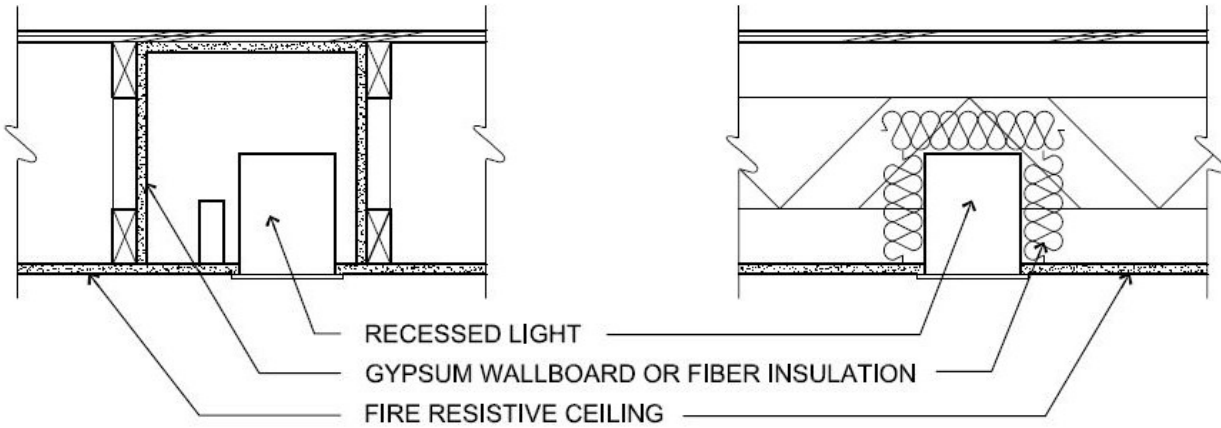 RECESSED LIGHT
GYPSUM WALLBOARD OR FIBER INSULATION
FIRE RESISTIVE CEILING